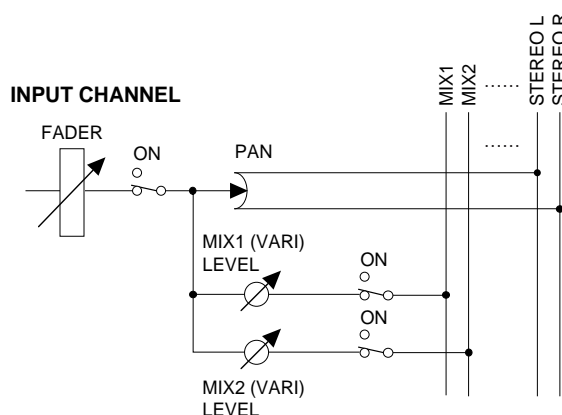 INPUT CHANNEL
FADER
ON
PAN
MIX1
MIX2
......
STEREO L
STEREO R
......
MIX1 (VARI)
LEVEL
ON
ON
MIX2 (VARI)
LEVEL